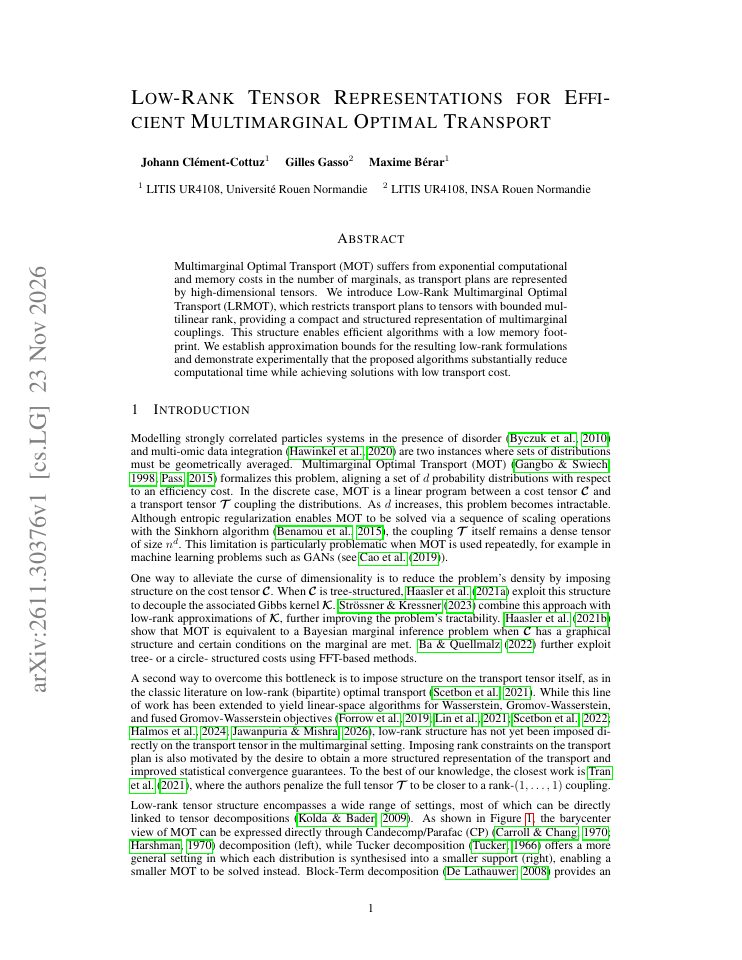 arXiv:2611.30376v1 [cs.LG] 23 Nov 2026
LOW-RANK TENSOR REPRESENTATIONS FOR EFFI-
CIENT MULTIMARGINAL OPTIMAL TRANSPORT
Johann Clément-Cottuz1 Gilles Gasso2 Maxime Bérar1
1 LITIS UR4108, Université Rouen Normandie 2 LITIS UR4108, INSA Rouen Normandie
ABSTRACT
Multimarginal Optimal Transport (MOT) suffers from exponential computational
and memory costs in the number of marginals, as transport plans are represented
by high-dimensional tensors. We introduce Low-Rank Multimarginal Optimal
Transport (LRMOT), which restricts transport plans to tensors with bounded mul-
tilinear rank, providing a compact and structured representation of multimarginal
couplings. This structure enables efficient algorithms with a low memory foot-
print. We establish approximation bounds for the resulting low-rank formulations
and demonstrate experimentally that the proposed algorithms substantially reduce
computational time while achieving solutions with low transport cost.
1 INTRODUCTION
Modelling strongly correlated particles systems in the presence of disorder (Byczuk et al., 2010)
and multi-omic data integration (Hawinkel et al., 2020) are two instances where sets of distributions
must be geometrically averaged. Multimarginal Optimal Transport (MOT) (Gangbo & Swiech,
1998; Pass, 2015) formalizes this problem, aligning a set of d probability distributions with respect
to an efficiency cost. In the discrete case, MOT is a linear program between a cost tensor C and
a transport tensor T coupling the distributions. As d increases, this problem becomes intractable.
Although entropic regularization enables MOT to be solved via a sequence of scaling operations
with the Sinkhorn algorithm (Benamou et al., 2015), the coupling T itself remains a dense tensor
of size n^d. This limitation is particularly problematic when MOT is used repeatedly, for example in
machine learning problems such as GANs (see Cao et al. (2019)).
One way to alleviate the curse of dimensionality is to reduce the problem's density by imposing
structure on the cost tensor C. When C is tree-structured, Haasler et al. (2021a) exploit this structure
to decouple the associated Gibbs kernel K. Strössner & Kressner (2023) combine this approach with
low-rank approximations of K, further improving the problem's tractability. Haasler et al. (2021b)
show that MOT is equivalent to a Bayesian marginal inference problem when C has a graphical
structure and certain conditions on the marginal are met. Ba & Quellmalz (2022) further exploit
tree- or a circle- structured costs using FFT-based methods.
A second way to overcome this bottleneck is to impose structure on the transport tensor itself, as in
the classic literature on low-rank (bipartite) optimal transport (Scetbon et al., 2021). While this line
of work has been extended to yield linear-space algorithms for Wasserstein, Gromov-Wasserstein,
and fused Gromov-Wasserstein objectives (Forrow et al., 2019; Lin et al., 2021; Scetbon et al., 2022;
Halmos et al., 2024; Jawanpuria & Mishra, 2026), low-rank structure has not yet been imposed di-
rectly on the transport tensor in the multimarginal setting. Imposing rank constraints on the transport
plan is also motivated by the desire to obtain a more structured representation of the transport and
improved statistical convergence guarantees. To the best of our knowledge, the closest work is Tran
et al. (2021), where the authors penalize the full tensor T to be closer to a rank-(1, . . . , 1) coupling.
Low-rank tensor structure encompasses a wide range of settings, most of which can be directly
linked to tensor decompositions (Kolda & Bader, 2009). As shown in Figure 1, the barycenter
view of MOT can be expressed directly through Candecomp/Parafac (CP) (Carroll & Chang, 1970;
Harshman, 1970) decomposition (left), while Tucker decomposition (Tucker, 1966) offers a more
general setting in which each distribution is synthesised into a smaller support (right), enabling a
smaller MOT to be solved instead. Block-Term decomposition (De Lathauwer, 2008) provides an
1